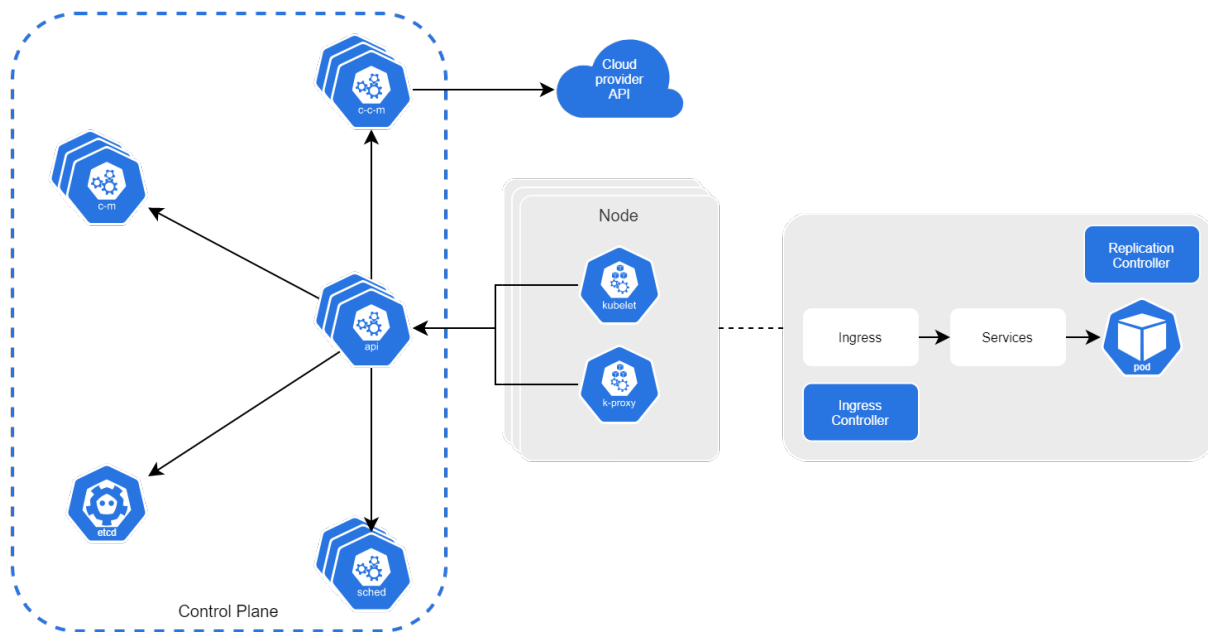 c-c-m
Cloud
provider
API
c-m
Node
kubelet
api
k-proxy
Replication
Controller
Ingress
Services
pod
Ingress
Controller
etcd
sched
Control Plane